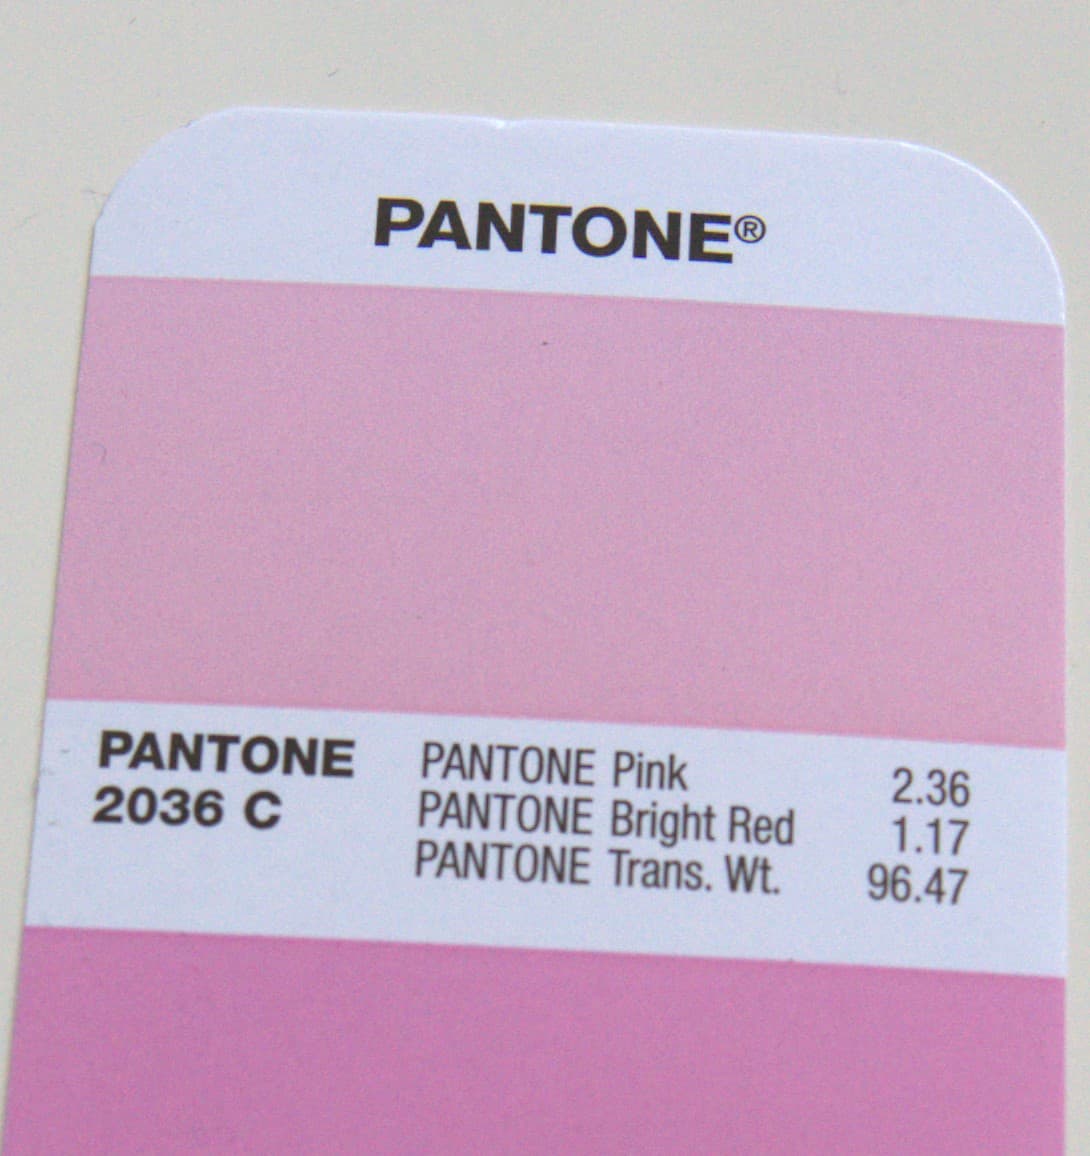 PANTONE®
PANTONE
2036 C
PANTONE Pink 2.36
PANTONE Bright Red 1.17
PANTONE Trans. Wt. 96.47